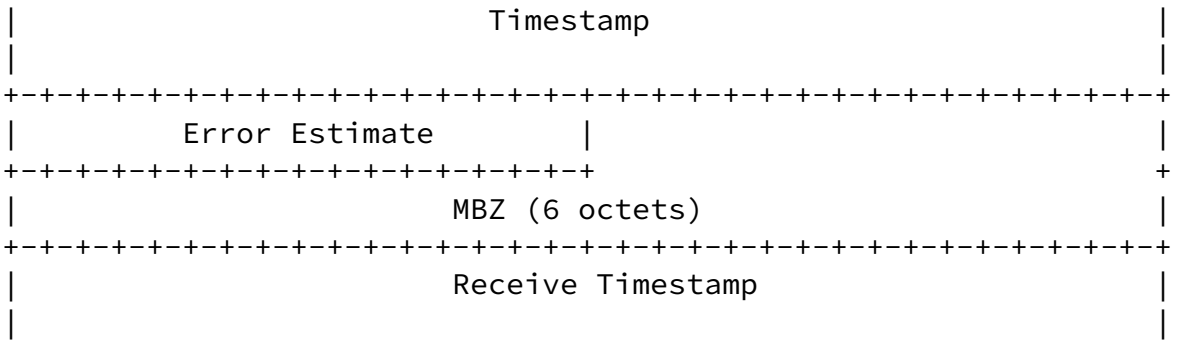 |                          Timestamp                            |
|                                                               |
+-+-+-+-+-+-+-+-+-+-+-+-+-+-+-+-+-+-+-+-+-+-+-+-+-+-+-+-+-+-+-+-+
|         Error Estimate        |                               |
+-+-+-+-+-+-+-+-+-+-+-+-+-+-+-+-+                               +
|                        MBZ (6 octets)                         |
+-+-+-+-+-+-+-+-+-+-+-+-+-+-+-+-+-+-+-+-+-+-+-+-+-+-+-+-+-+-+-+-+
|                        Receive Timestamp                      |
|                                                               |